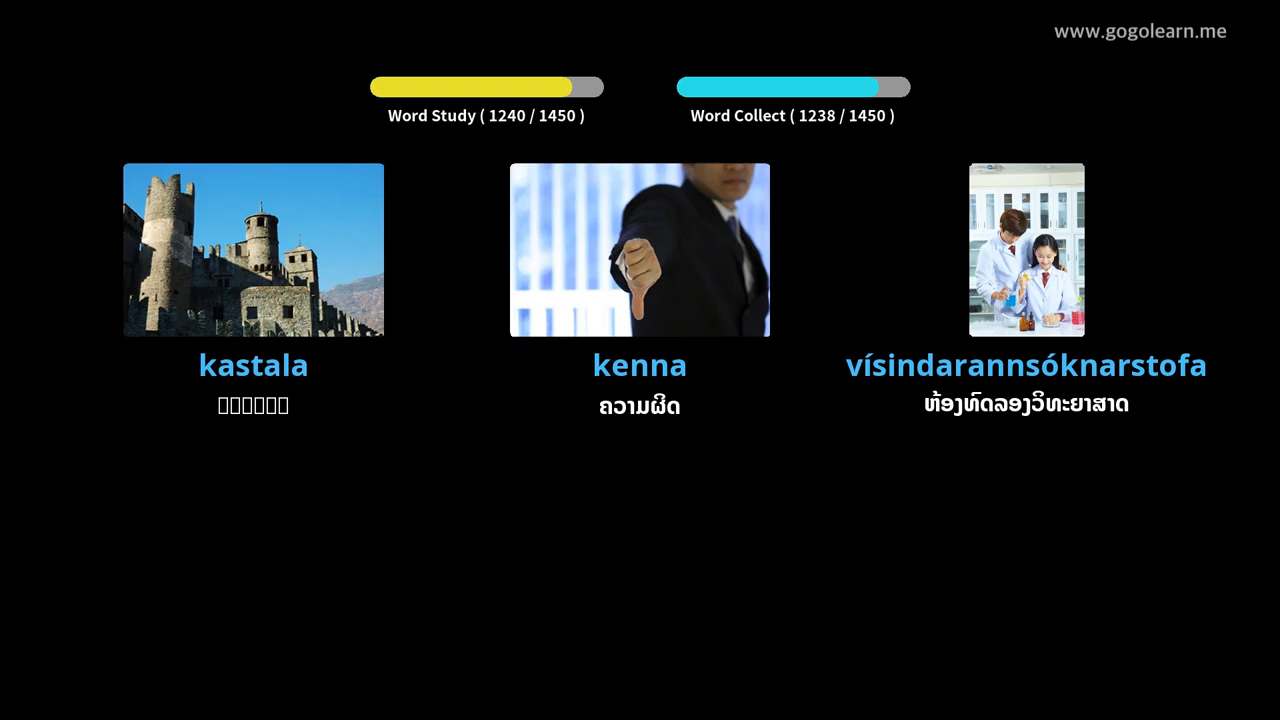 www.gogolearn.me
Word Study ( 1240 / 1450 )
Word Collect ( 1238 / 1450 )
kastala
kenna
vísindarannsóknarstofa
ຄວາມຜິດ
ຫ້ອງທົດລອງວິທະຍາສາດ